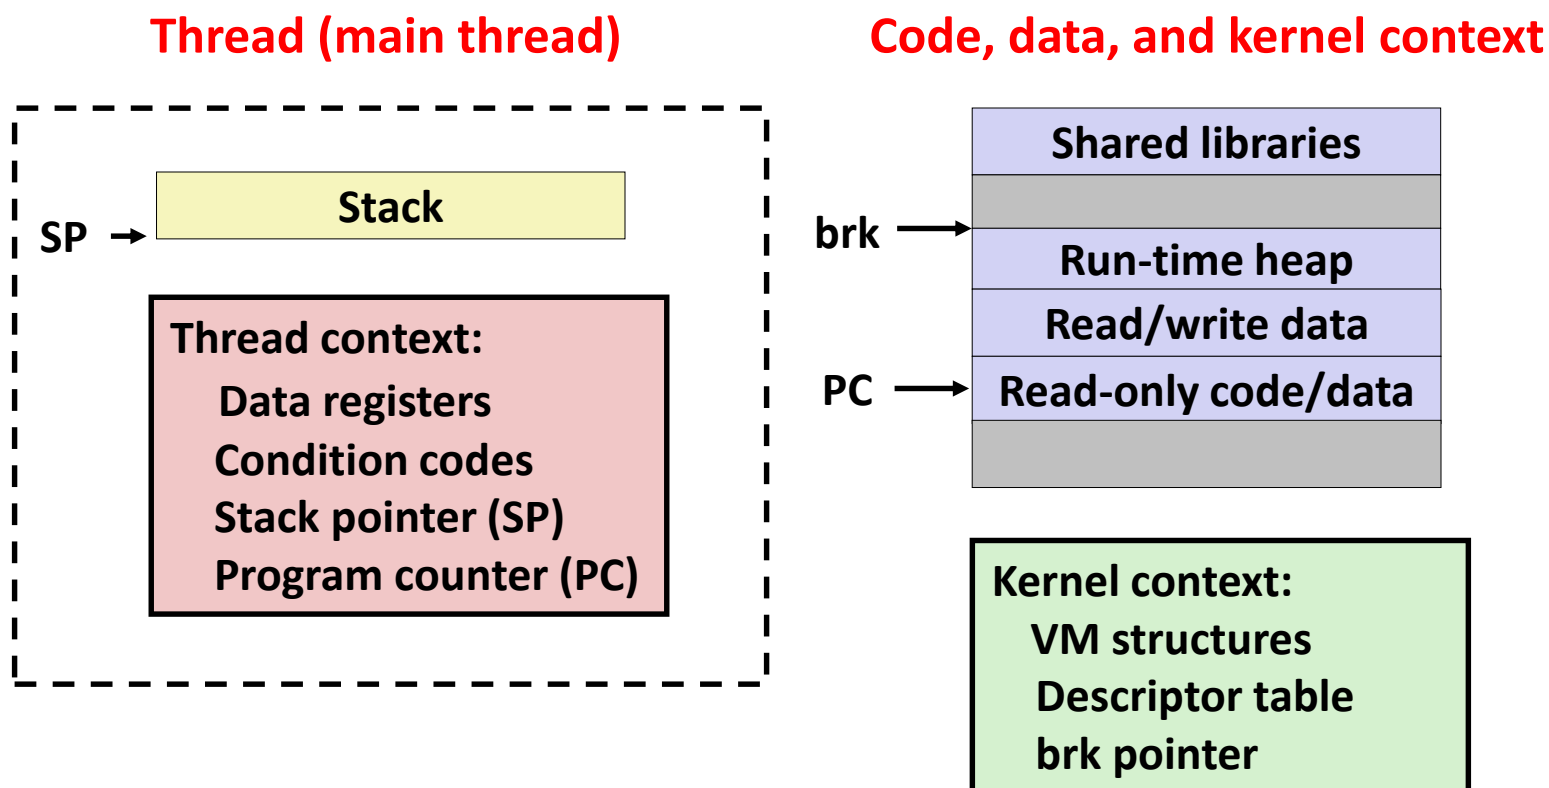 Thread (main thread)
Stack
SP
Thread context:
Data registers
Condition codes
Stack pointer (SP)
Program counter (PC)
Code, data, and kernel context
Shared libraries
brk
Run-time heap
Read/write data
PC
Read-only code/data
Kernel context:
VM structures
Descriptor table
brk pointer